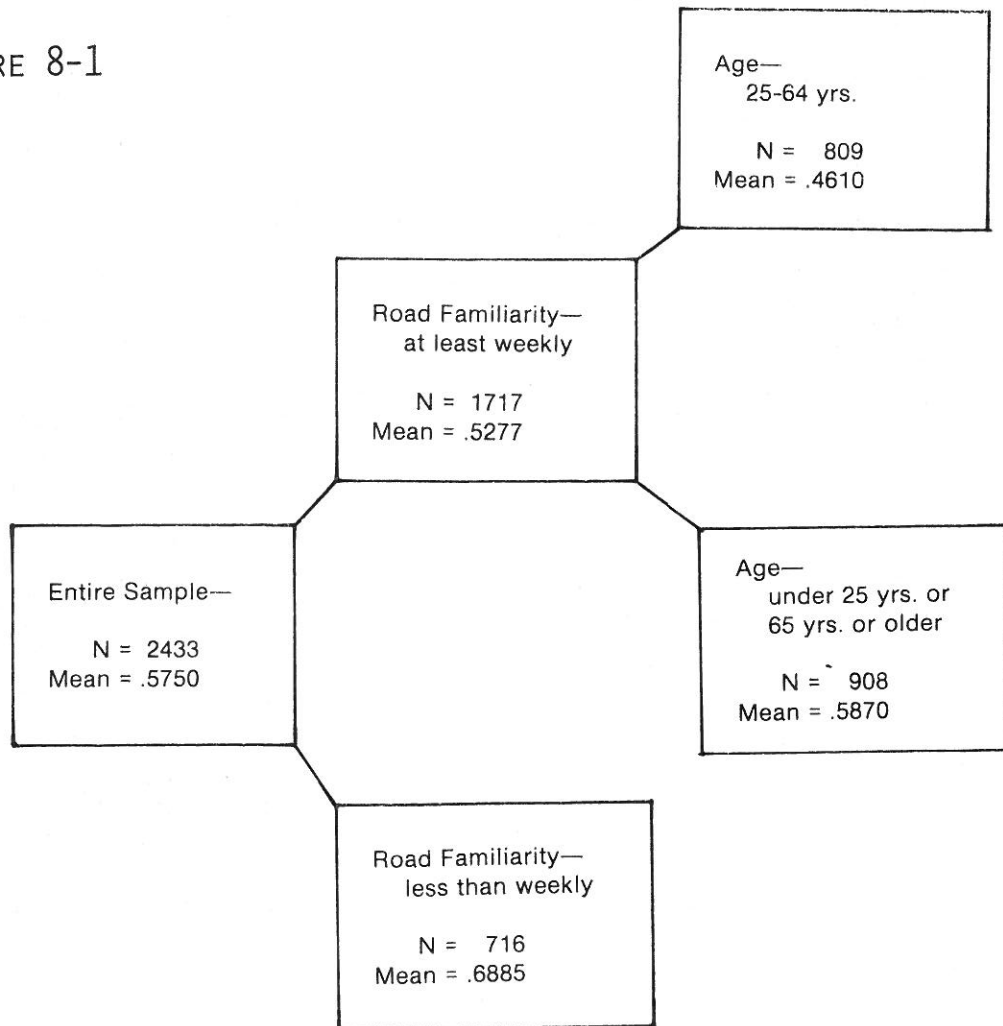 RE 8-1
Age—
25-64 yrs.
N = 809
Mean = .4610
Road Familiarity—
at least weekly
N = 1717
Mean = .5277
Entire Sample—
N = 2433
Mean = .5750
Age—
under 25 yrs. or
65 yrs. or older
N = 908
Mean = .5870
Road Familiarity—
less than weekly
N = 716
Mean = .6885